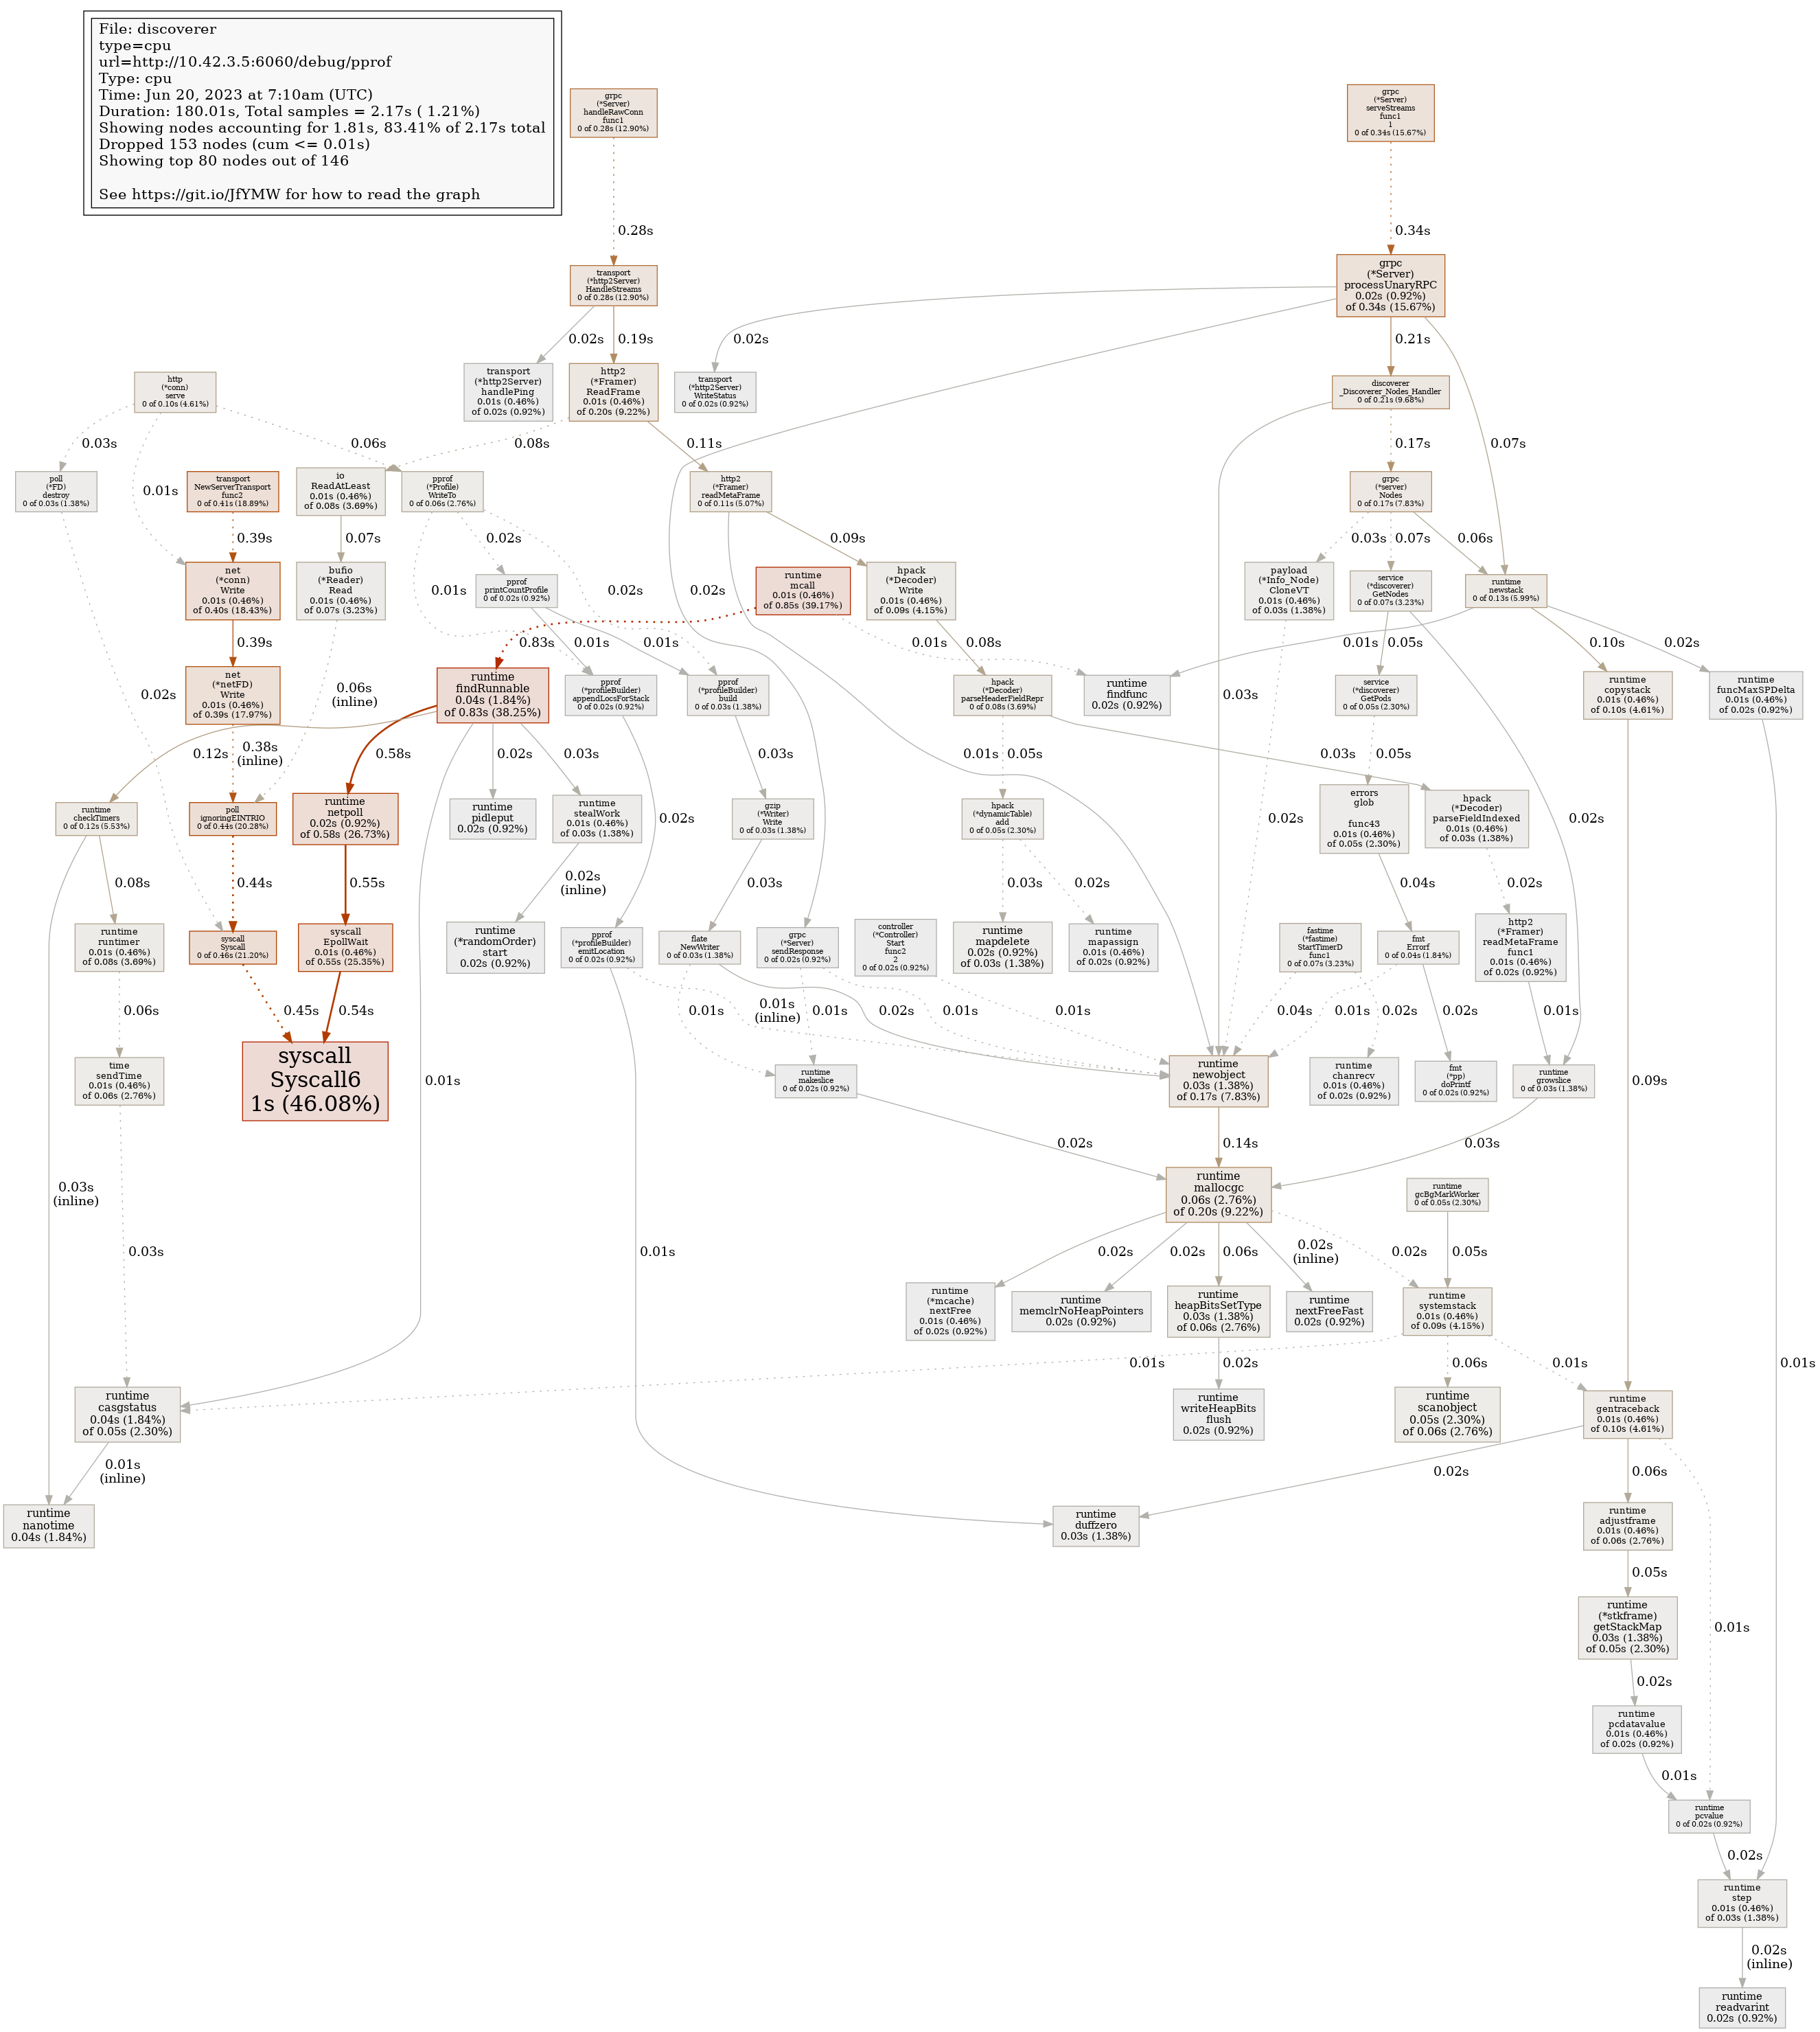 File: discoverer
type=cpu
url=http://10.42.3.5:6060/debug/pprof
Type: cpu
Time: Jun 20, 2023 at 7:10am (UTC)
Duration: 180.01s, Total samples = 2.17s ( 1.21%)
Showing nodes accounting for 1.81s, 83.41% of 2.17s total
Dropped 153 nodes (cum <= 0.01s)
Showing top 80 nodes out of 146
See https://git.io/JfYMW for how to read the graph
grpc
(*Server)
handleRawConn
func1
0 of 0.28s (12.90%)
grpc
(*Server)
serveStreams
func1
1
0 of 0.34s (15.67%)
0.28s
0.34s
transport
(*http2Server)
HandleStreams
0 of 0.28s (12.90%)
grpc
(*Server)
processUnaryRPC
0.02s (0.92%)
of 0.34s (15.67%)
0.02s
0.19s
0.02s
0.21s
http
(*conn)
serve
0 of 0.10s (4.61%)
transport
(*http2Server)
handlePing
0.01s (0.46%)
of 0.02s (0.92%)
http2
(*Framer)
ReadFrame
0.01s (0.46%)
of 0.20s (9.22%)
transport
(*http2Server)
WriteStatus
0 of 0.02s (0.92%)
discoverer
_Discoverer_Nodes_Handler
0 of 0.21s (9.68%)
0.03s
0.06s
0.08s
0.11s
0.17s
0.07s
poll
(*FD)
destroy
0 of 0.03s (1.38%)
0.01s
transport
NewServerTransport
func2
0 of 0.41s (18.89%)
io
ReadAtLeast
0.01s (0.46%)
of 0.08s (3.69%)
pprof
(*Profile)
WriteTo
0 of 0.06s (2.76%)
http2
(*Framer)
readMetaFrame
0 of 0.11s (5.07%)
grpc
(*server)
Nodes
0 of 0.17s (7.83%)
0.39s
0.07s
0.02s
0.09s
0.03s
0.07s
0.06s
net
(*conn)
Write
0.01s (0.46%)
of 0.40s (18.43%)
bufio
(*Reader)
Read
0.01s (0.46%)
of 0.07s (3.23%)
0.01s
pprof
printCountProfile
0 of 0.02s (0.92%)
0.02s
0.02s
runtime
mcall
0.01s (0.46%)
of 0.85s (39.17%)
hpack
(*Decoder)
Write
0.01s (0.46%)
of 0.09s (4.15%)
payload
(*Info_Node)
CloneVT
0.01s (0.46%)
of 0.03s (1.38%)
service
(*discoverer)
GetNodes
0 of 0.07s (3.23%)
runtime
newstack
0 of 0.13s (5.99%)
0.39s
0.83s
0.01s
0.01s
0.01s
0.08s
0.01s
0.05s
0.10s
0.02s
net
(*netFD)
Write
0.01s (0.46%)
of 0.39s (17.97%)
0.02s
0.06s
(inline)
runtime
findRunnable
0.04s (1.84%)
of 0.83s (38.25%)
pprof
(*profileBuilder)
appendLocsForStack
0 of 0.02s (0.92%)
pprof
(*profileBuilder)
build
0 of 0.03s (1.38%)
hpack
(*Decoder)
parseHeaderFieldRepr
0 of 0.08s (3.69%)
runtime
findfunc
0.02s (0.92%)
0.03s
service
(*discoverer)
GetPods
0 of 0.05s (2.30%)
runtime
copystack
0.01s (0.46%)
of 0.10s (4.61%)
runtime
funcMaxSPDelta
0.01s (0.46%)
of 0.02s (0.92%)
0.12s
0.38s
(inline)
0.58s
0.02s
0.03s
0.03s
0.01s
0.05s
0.03s
0.05s
runtime
checkTimers
0 of 0.12s (5.53%)
poll
ignoringEINTRIO
0 of 0.44s (20.28%)
runtime
netpoll
0.02s (0.92%)
of 0.58s (26.73%)
runtime
pidleput
0.02s (0.92%)
runtime
stealWork
0.01s (0.46%)
of 0.03s (1.38%)
0.02s
gzip
(*Writer)
Write
0 of 0.03s (1.38%)
hpack
(*dynamicTable)
add
0 of 0.05s (2.30%)
0.02s
errors
glob

func43
0.01s (0.46%)
of 0.05s (2.30%)
hpack
(*Decoder)
parseFieldIndexed
0.01s (0.46%)
of 0.03s (1.38%)
0.02s
0.08s
0.44s
0.55s
0.02s
(inline)
0.03s
0.03s
0.02s
0.04s
0.02s
runtime
runtimer
0.01s (0.46%)
of 0.08s (3.69%)
syscall
Syscall
0 of 0.46s (21.20%)
syscall
EpollWait
0.01s (0.46%)
of 0.55s (25.35%)
runtime
(*randomOrder)
start
0.02s (0.92%)
pprof
(*profileBuilder)
emitLocation
0 of 0.02s (0.92%)
flate
NewWriter
0 of 0.03s (1.38%)
grpc
(*Server)
sendResponse
0 of 0.02s (0.92%)
controller
(*Controller)
Start
func2
2
0 of 0.02s (0.92%)
runtime
mapdelete
0.02s (0.92%)
of 0.03s (1.38%)
runtime
mapassign
0.01s (0.46%)
of 0.02s (0.92%)
fastime
(*fastime)
StartTimerD
func1
0 of 0.07s (3.23%)
fmt
Errorf
0 of 0.04s (1.84%)
http2
(*Framer)
readMetaFrame
func1
0.01s (0.46%)
of 0.02s (0.92%)
0.06s
0.45s
0.54s
0.01s
0.01s
(inline)
0.01s
0.02s
0.01s
0.01s
0.04s
0.01s
0.02s
0.02s
0.01s
time
sendTime
0.01s (0.46%)
of 0.06s (2.76%)
syscall
Syscall6
1s (46.08%)
0.01s
runtime
makeslice
0 of 0.02s (0.92%)
runtime
newobject
0.03s (1.38%)
of 0.17s (7.83%)
runtime
chanrecv
0.01s (0.46%)
of 0.02s (0.92%)
fmt
(*pp)
doPrintf
0 of 0.02s (0.92%)
runtime
growslice
0 of 0.03s (1.38%)
0.09s
0.02s
0.14s
0.03s
0.03s
(inline)
runtime
mallocgc
0.06s (2.76%)
of 0.20s (9.22%)
runtime
gcBgMarkWorker
0 of 0.05s (2.30%)
0.03s
0.01s
0.02s
0.02s
0.06s
0.02s
(inline)
0.02s
0.05s
runtime
(*mcache)
nextFree
0.01s (0.46%)
of 0.02s (0.92%)
runtime
memclrNoHeapPointers
0.02s (0.92%)
runtime
heapBitsSetType
0.03s (1.38%)
of 0.06s (2.76%)
runtime
nextFreeFast
0.02s (0.92%)
runtime
systemstack
0.01s (0.46%)
of 0.09s (4.15%)
0.01s
0.02s
0.06s
0.01s
0.01s
runtime
casgstatus
0.04s (1.84%)
of 0.05s (2.30%)
runtime
writeHeapBits
flush
0.02s (0.92%)
runtime
scanobject
0.05s (2.30%)
of 0.06s (2.76%)
runtime
gentraceback
0.01s (0.46%)
of 0.10s (4.61%)
0.01s
(inline)
0.02s
0.06s
runtime
nanotime
0.04s (1.84%)
runtime
duffzero
0.03s (1.38%)
runtime
adjustframe
0.01s (0.46%)
of 0.06s (2.76%)
0.05s
runtime
(*stkframe)
getStackMap
0.03s (1.38%)
of 0.05s (2.30%)
0.01s
0.02s
runtime
pcdatavalue
0.01s (0.46%)
of 0.02s (0.92%)
0.01s
runtime
pcvalue
0 of 0.02s (0.92%)
0.02s
runtime
step
0.01s (0.46%)
of 0.03s (1.38%)
0.02s
(inline)
runtime
readvarint
0.02s (0.92%)